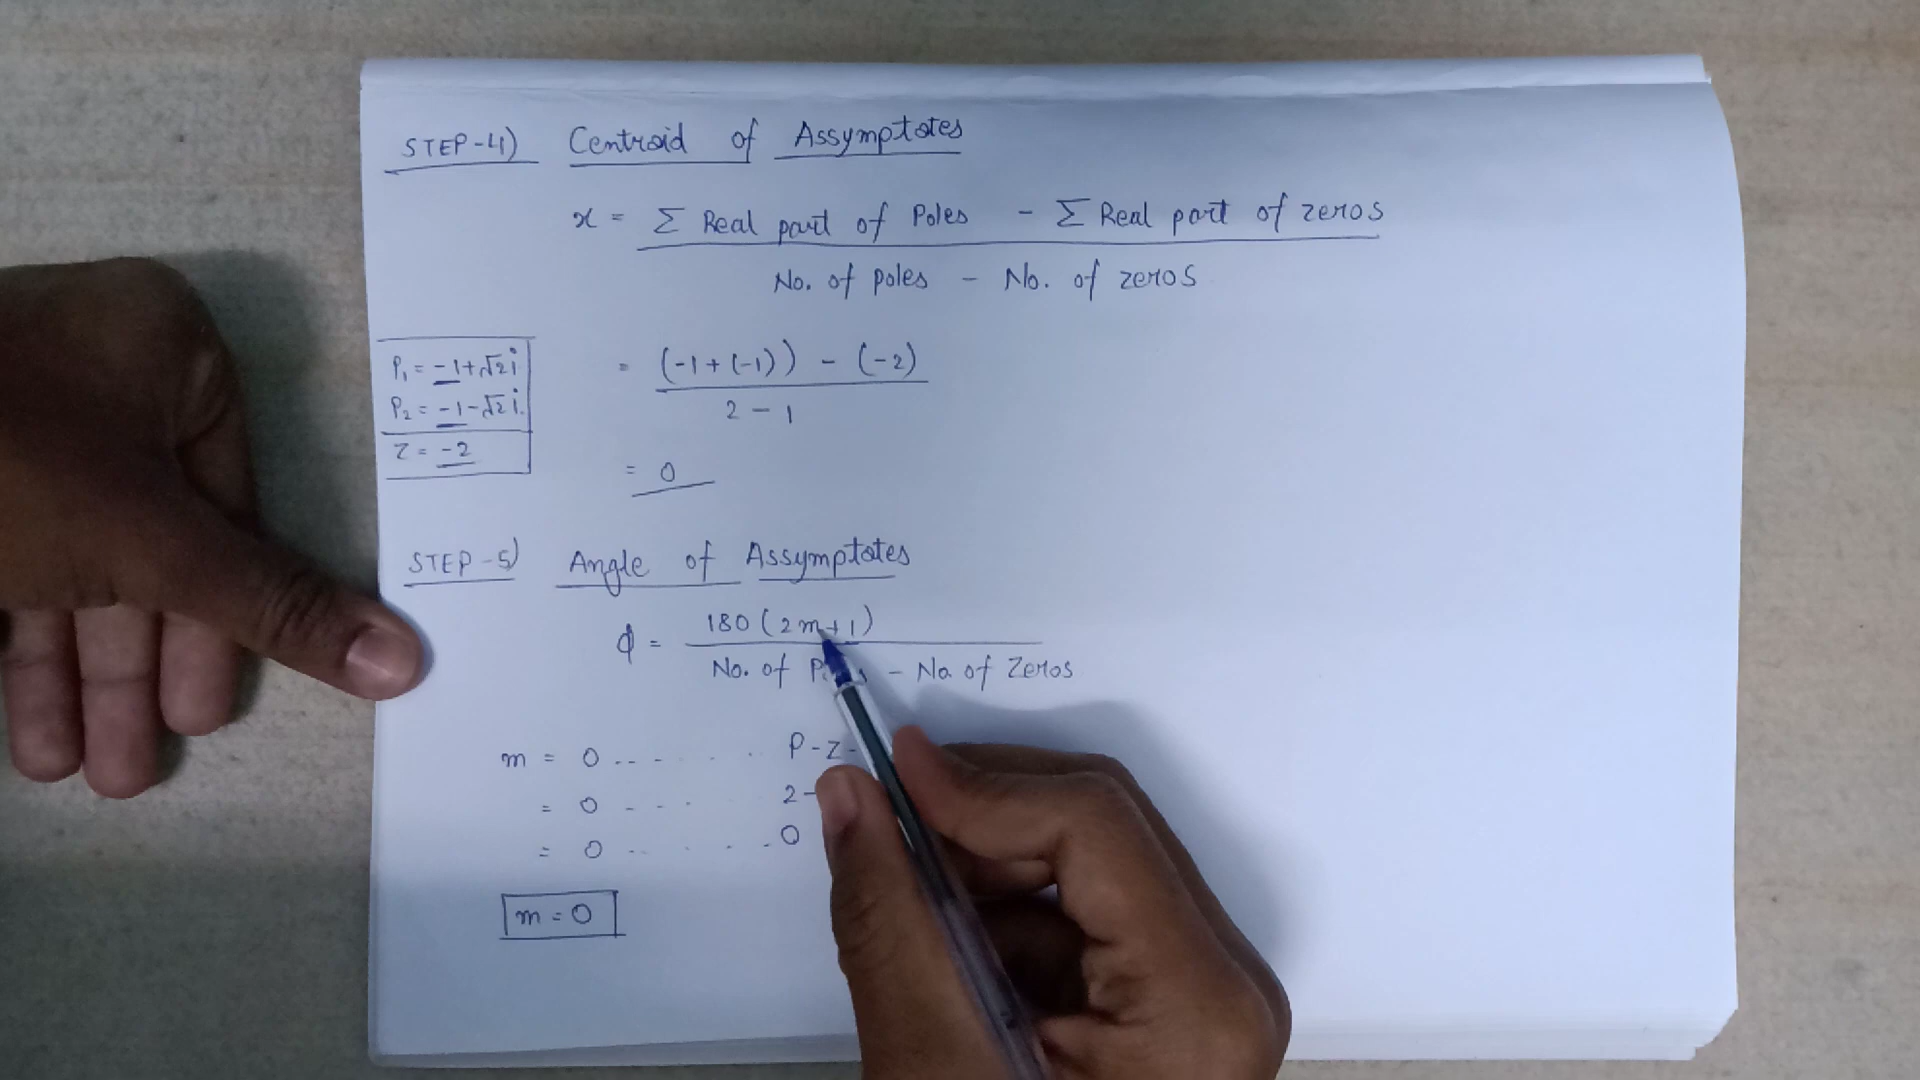 STEP-4) Centroid of Assymptotes
x = Σ Real part of Poles - Σ Real part of zeros
No. of poles - No. of zeros
P₁ = -1+√2i
P₂ = -1-√2i.
Z = -2
= (-1+(-1)) - (-2)
2 - 1
= 0
STEP-5) Angle of Assymptotes
ϕ = 180(2m+1)
No. of - No. of Zeros
m = 0 -- - . . . . . P-Z-
= 0 - - . . 2-
= 0 -. . . - . 0
m = 0